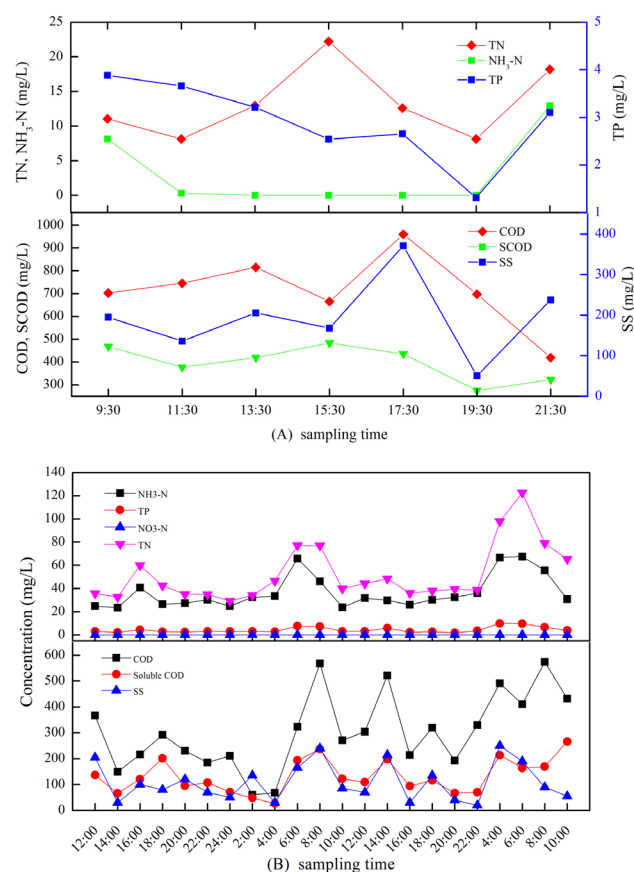 25
20
15
10
5
0
TN, NH3-N (mg/L)
TN
NH3-N
TP
5
4
3
2
1
TP (mg/L)
1000
900
800
700
600
500
400
300
COD, SCOD (mg/L)
COD
SCOD
SS
400
300
200
100
0
SS (mg/L)
9:30 11:30 13:30 15:30 17:30 19:30 21:30
(A) sampling time
140
120
100
80
60
40
20
0
NH3-N
TP
NO3-N
TN
Concentration (mg/L)
600
500
400
300
200
100
0
COD
Soluble COD
SS
12:00 14:00 16:00 18:00 20:00 22:00 24:00 2:00 4:00 6:00 8:00 10:00 12:00 14:00 16:00 18:00 20:00 22:00 4:00 6:00 8:00 10:00
(B) sampling time